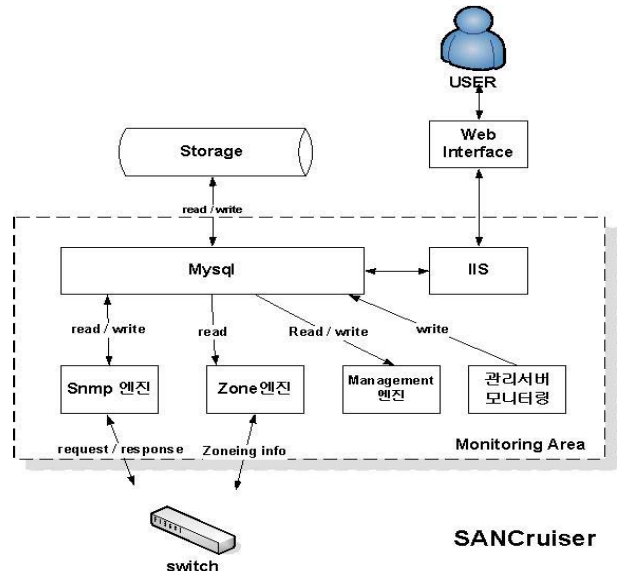 USER
Web
Interface
Storage
read / write
Mysql
IIS
read / write
read
Read / write
write
Snmp 엔진
Zone엔진
Management
엔진
관리서버
모니터링
request / response
Zoneing info
Monitoring Area
switch
SANCruiser